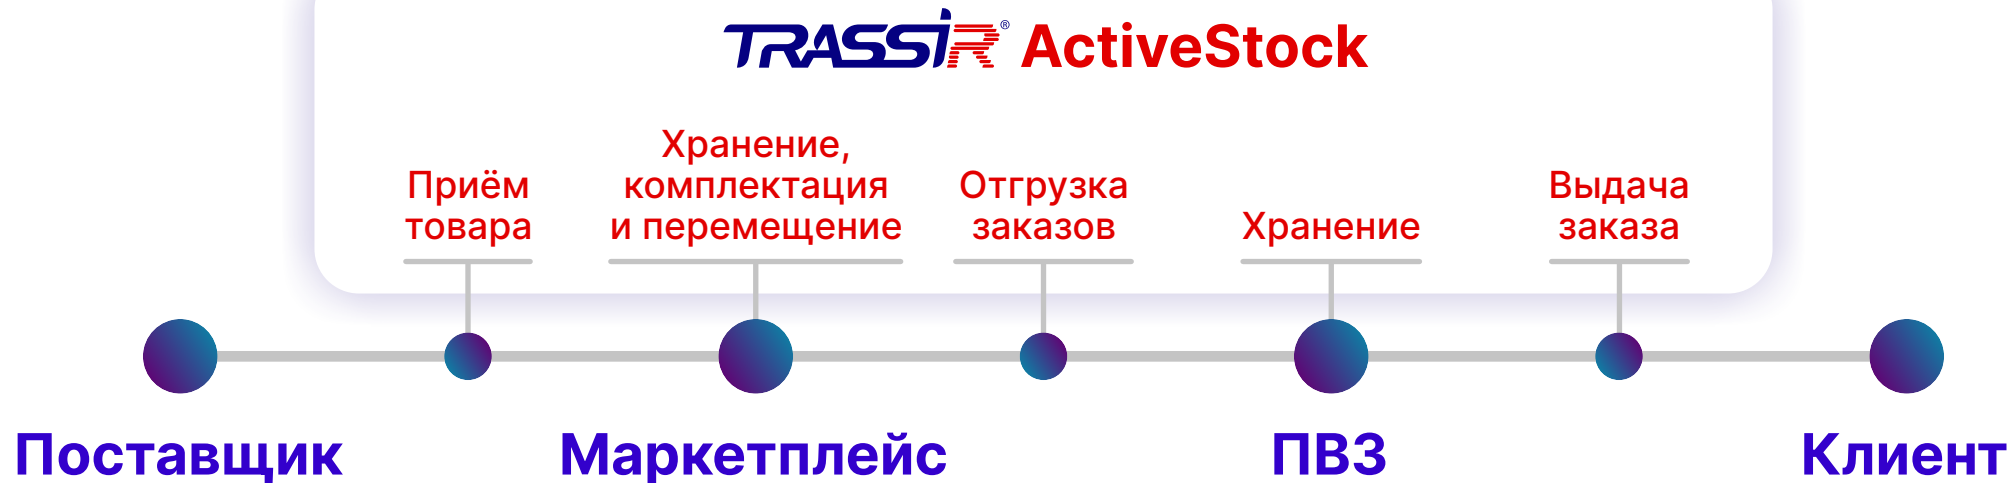 TRASSIR® ActiveStock
Приём
товара
Хранение,
комплектация
и перемещение
Отгрузка
заказов
Хранение
Выдача
заказа
Поставщик
Маркетплейс
ПВЗ
Клиент